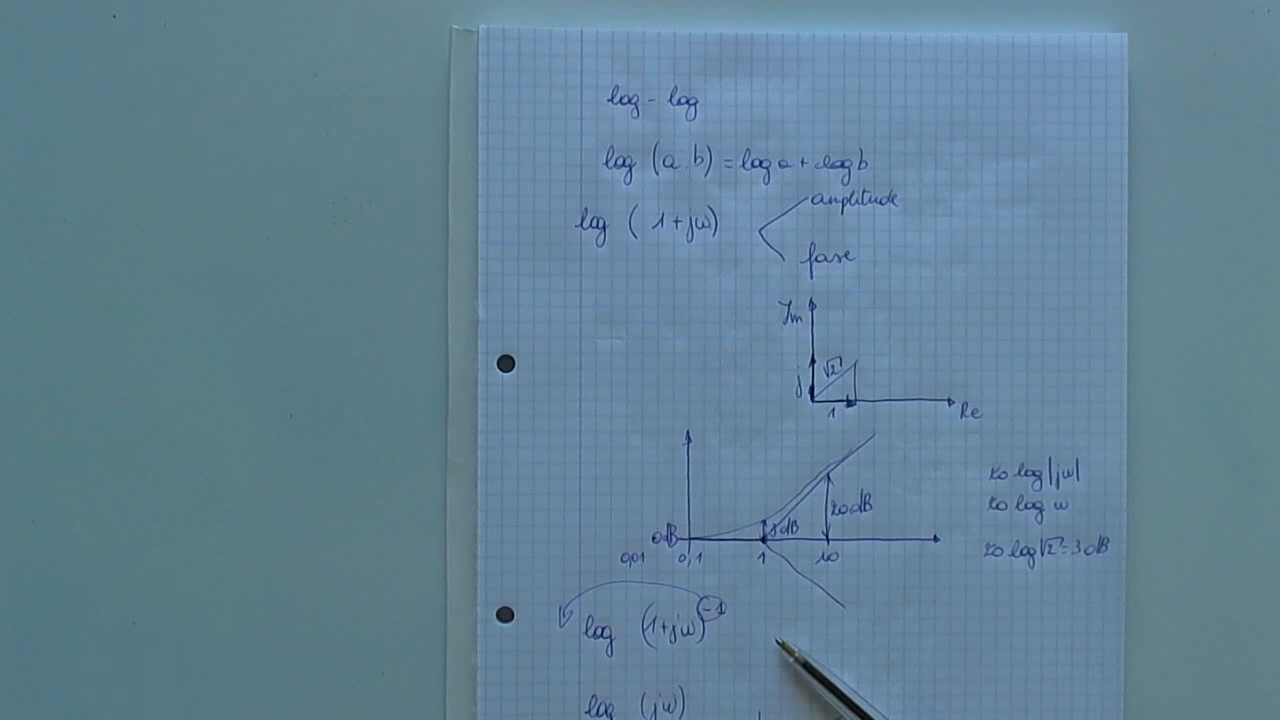 log - log
log (a.b) = log a + log b
log ( 1+jω)
amplitude
fase
Im
j
√2
1
Re
20 log |jω|
20 log ω
20 log √2 = 3 dB
20 dB
3 dB
0 dB
0,01 0,1 1 10
log (1+jω)⁻¹
log (jω)